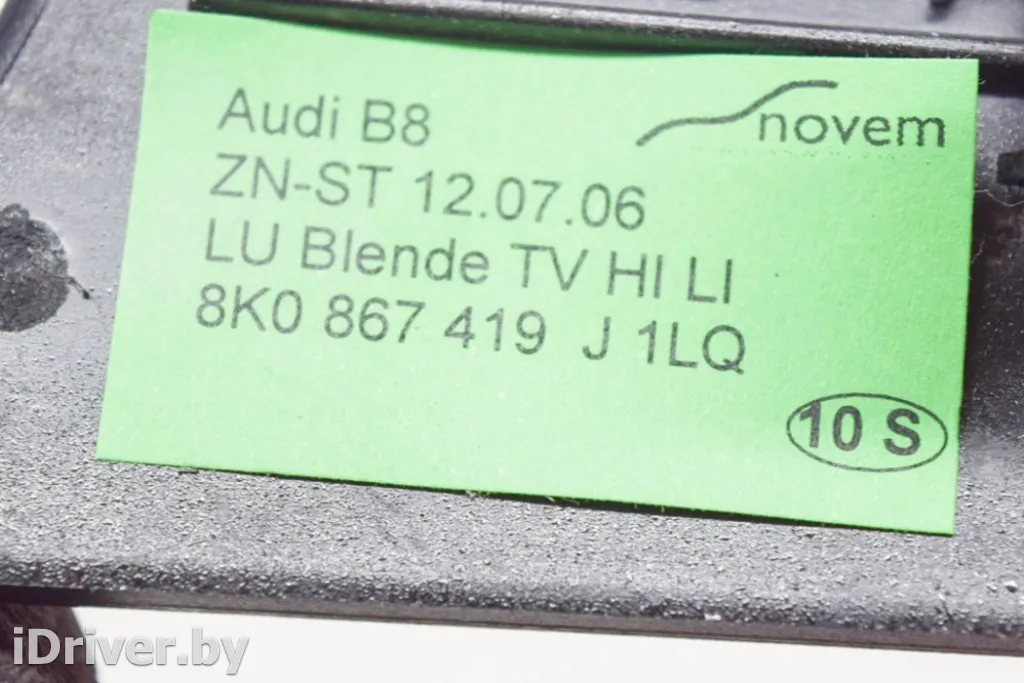 Audi B8
novem
ZN-ST 12.07.06
LU Blende TV HI LI
8K0 867 419 J 1LQ
10 S
iDriver.by